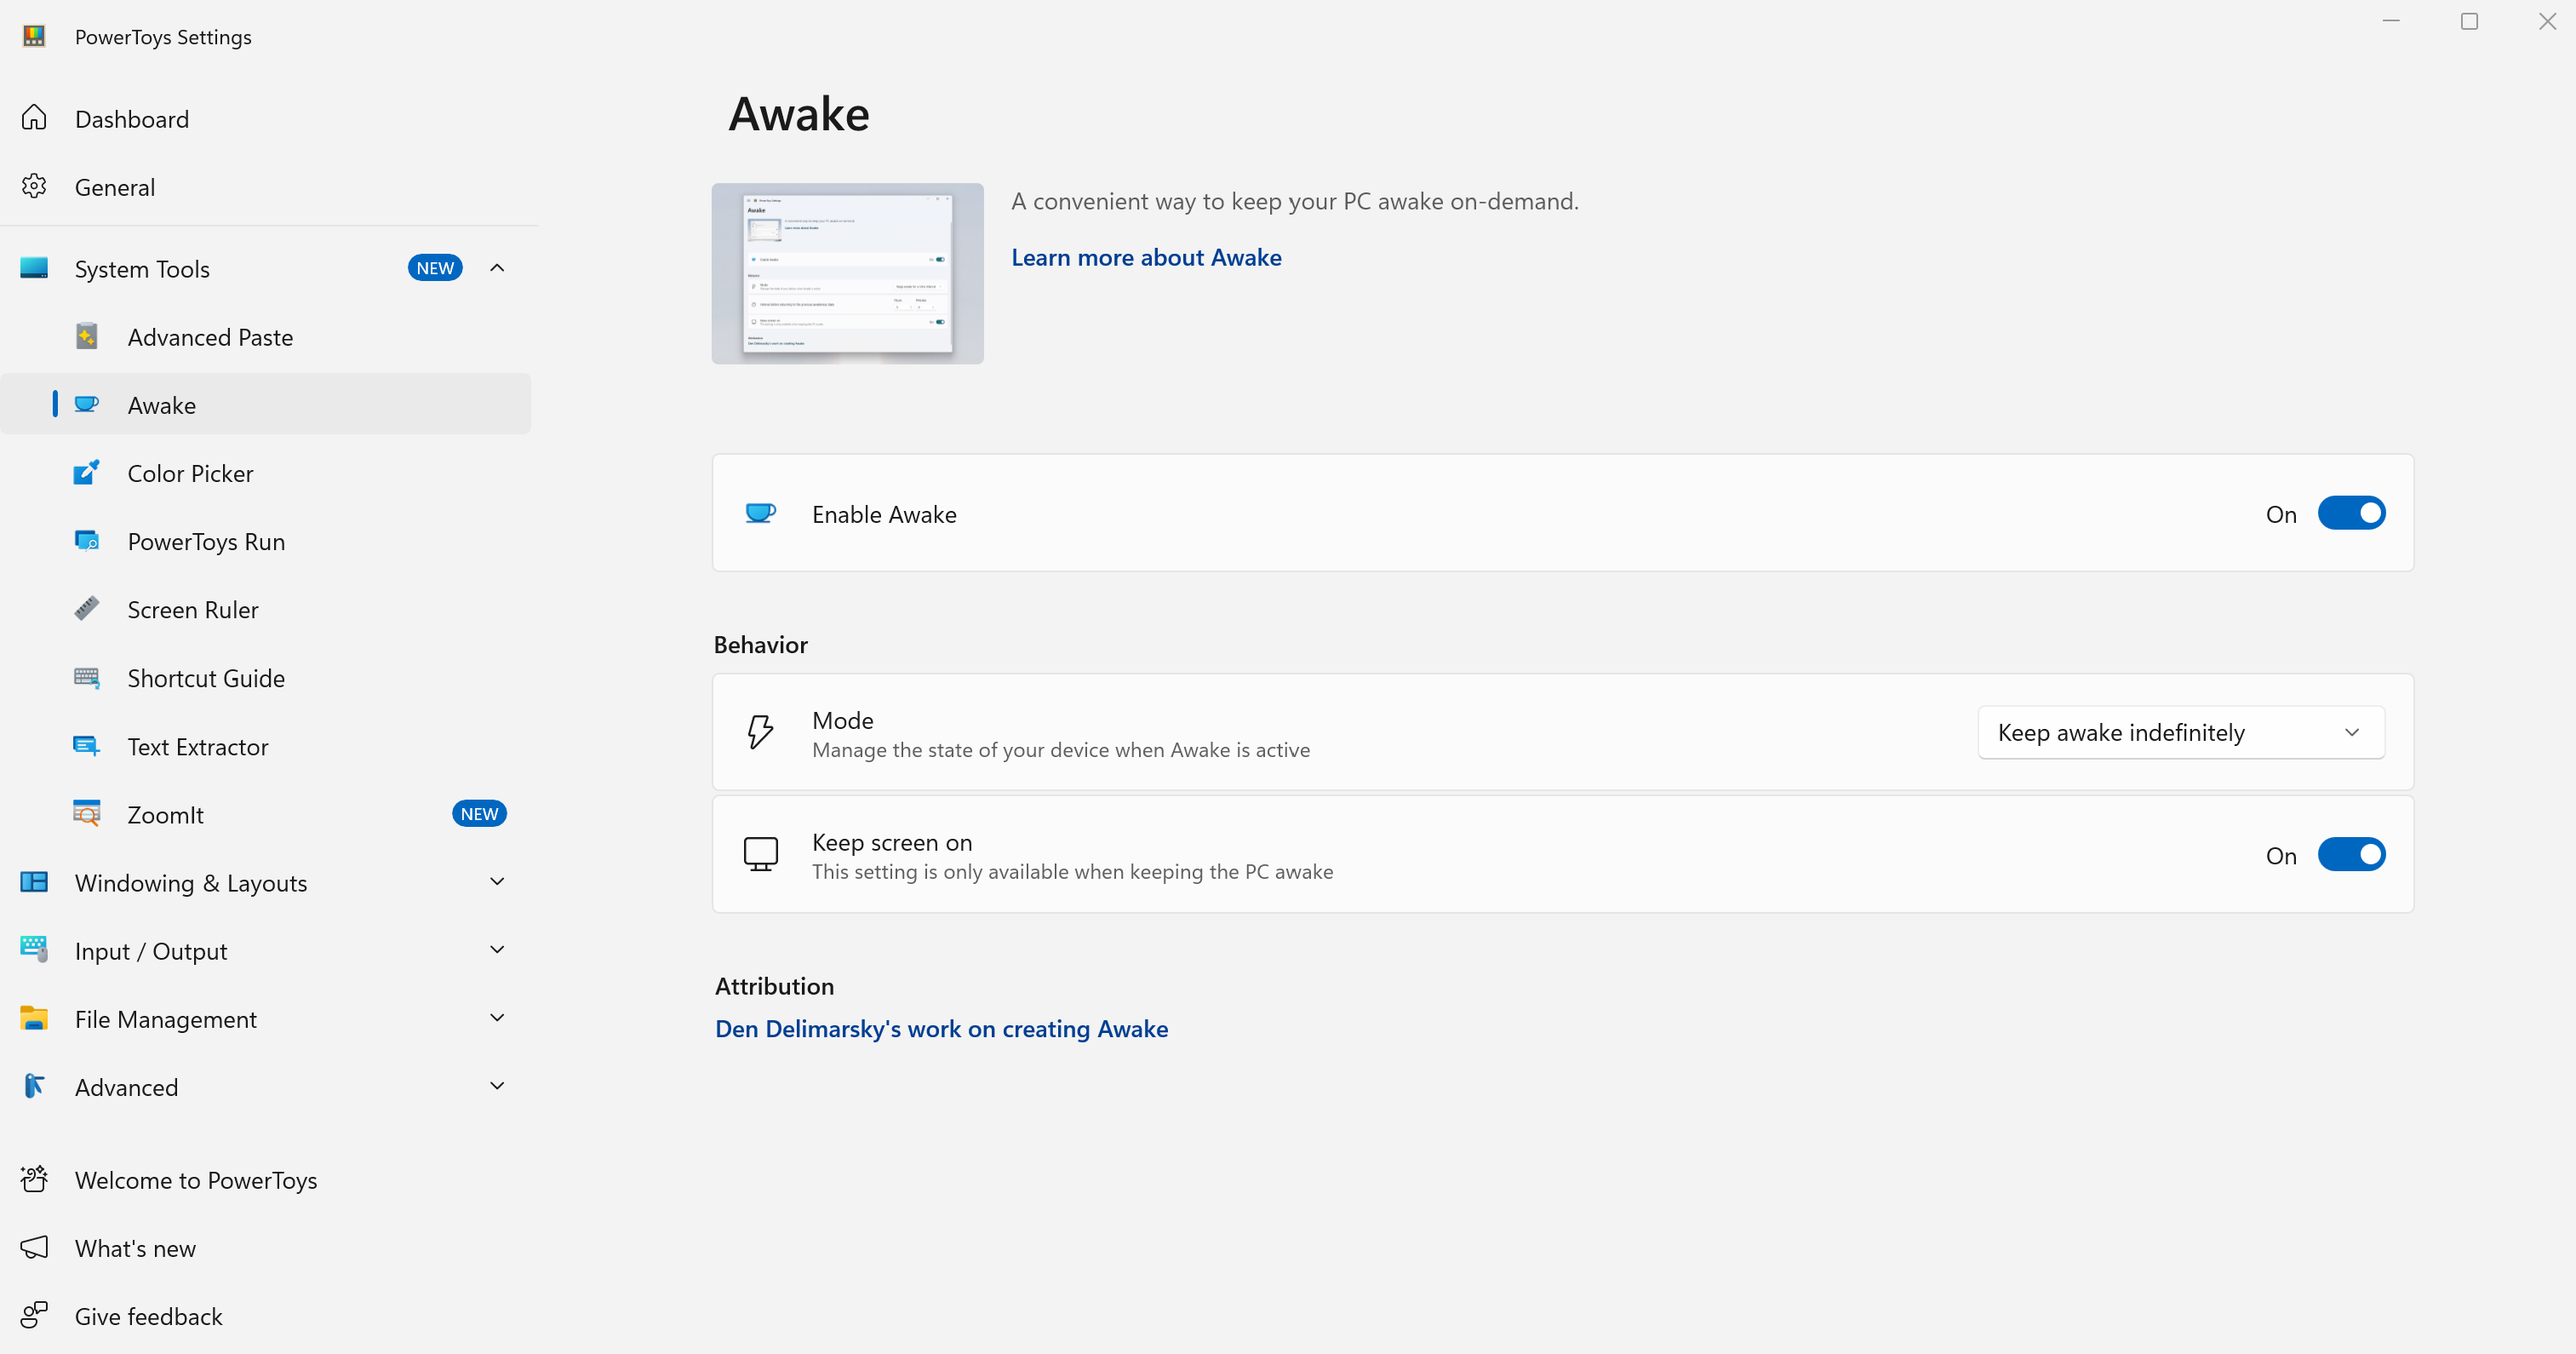 PowerToys Settings
Dashboard
General
System Tools
NEW
Advanced Paste
Awake
Color Picker
PowerToys Run
Screen Ruler
Shortcut Guide
Text Extractor
ZoomIt
NEW
Windowing & Layouts
Input / Output
File Management
Advanced
Welcome to PowerToys
What's new
Give feedback
Awake
A convenient way to keep your PC awake on-demand.
Learn more about Awake
Enable Awake
On
Behavior
Mode
Manage the state of your device when Awake is active
Keep awake indefinitely
Keep screen on
This setting is only available when keeping the PC awake
On
Attribution
Den Delimarsky's work on creating Awake